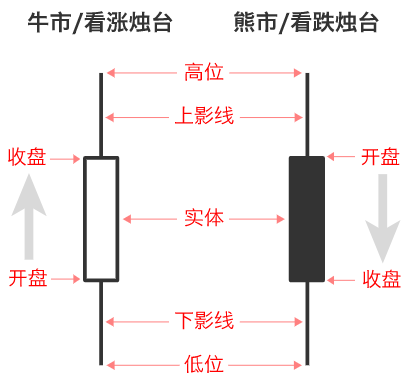 牛市/看涨烛台 熊市/看跌烛台
高位
上影线
收盘 开盘
实体
开盘 收盘
下影线
低位